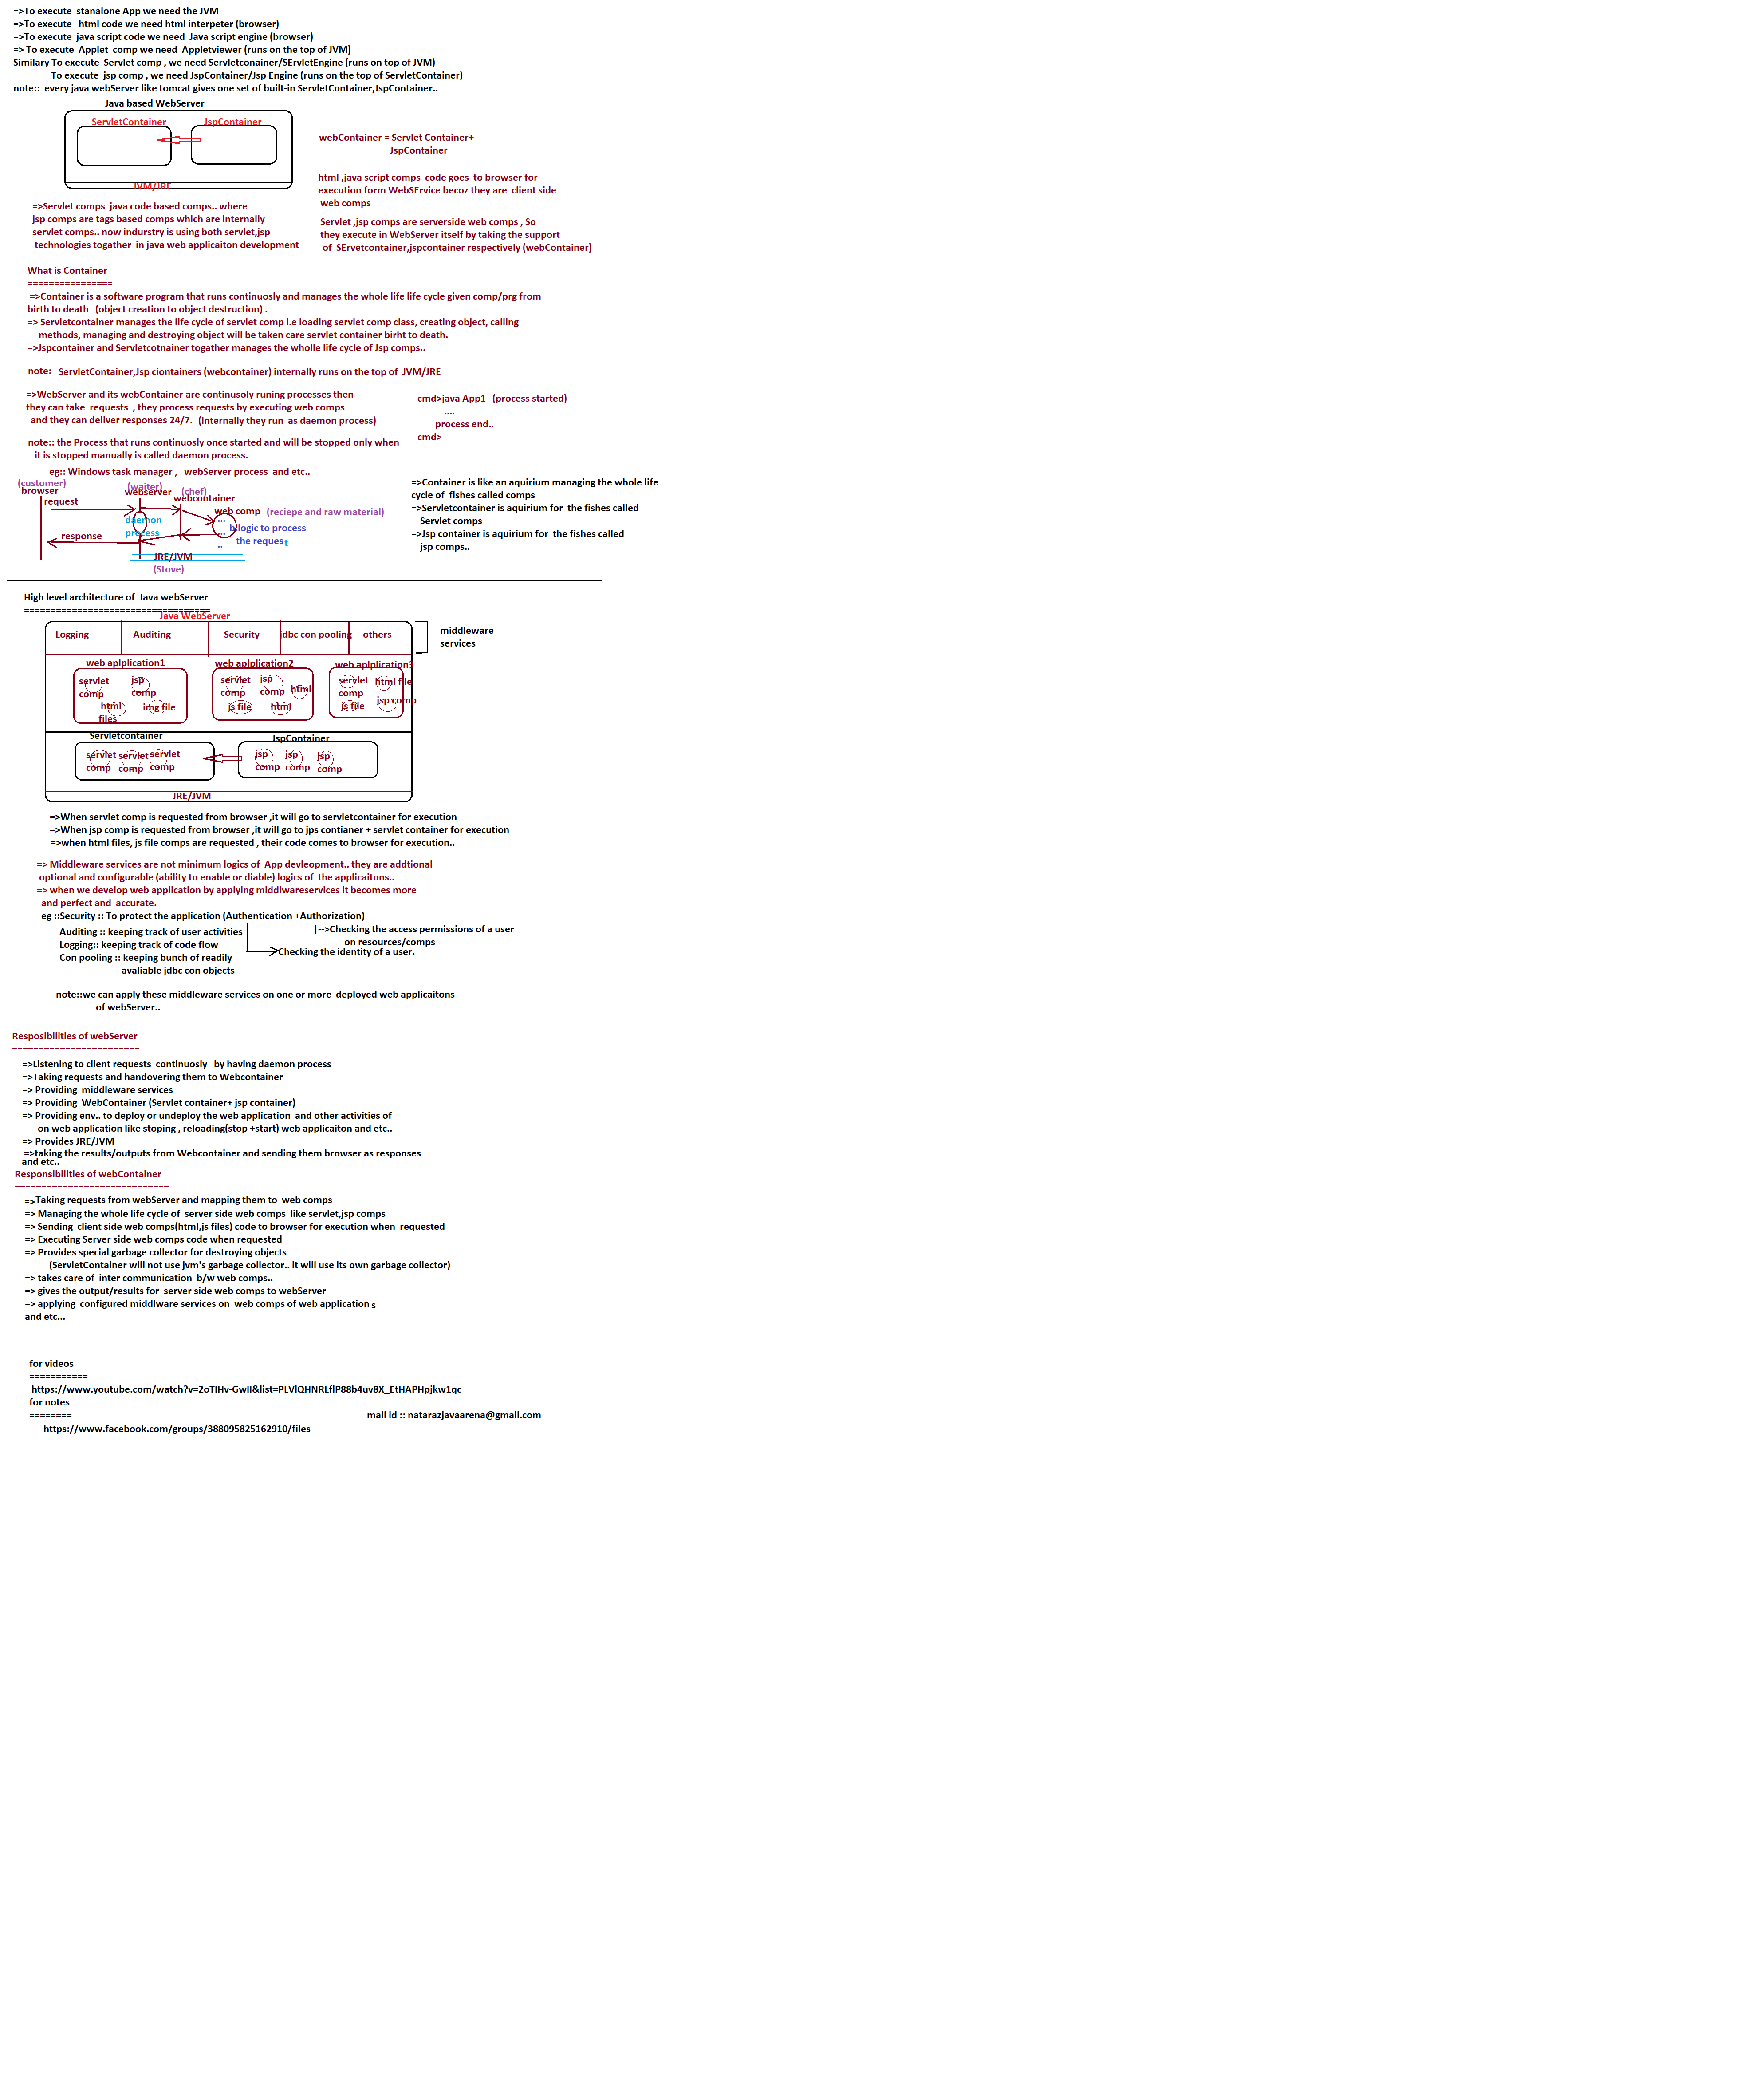 =>To execute  stanalone App we need the JVM
=>To execute   html code we need html interpeter (browser)
=>To execute  java script code we need  Java script engine (browser)
=> To execute  Applet  comp we need  Appletviewer (runs on the top of JVM)
Similary To execute  Servlet comp , we need Servletconainer/SErvletEngine (runs on top of JVM)
To execute  jsp comp , we need JspContainer/Jsp Engine (runs on the top of ServletContainer)
note::  every java webServer like tomcat gives one set of built-in ServletContainer,JspContainer..
Java based WebServer
ServletContainer
JspContainer
JVM/JRE
webContainer = Servlet Container+
JspContainer
html ,java script comps  code goes  to browser for
execution form WebSErvice becoz they are  client side
web comps
=>Servlet comps  java code based comps.. where
jsp comps are tags based comps which are internally
servlet comps.. now indurstry is using both servlet,jsp
technologies togather  in java web applicaiton development
Servlet ,jsp comps are serverside web comps , So
they execute in WebServer itself by taking the support
of  SErvetcontainer,jspcontainer respectively (webContainer)
What is Container
================
=>Container is a software program that runs continuosly and manages the whole life life cycle given comp/prg from
birth to death   (object creation to object destruction) .
=> Servletcontainer manages the life cycle of servlet comp i.e loading servlet comp class, creating object, calling
methods, managing and destroying object will be taken care servlet container birht to death.
=>Jspcontainer and Servletcotnainer togather manages the wholle life cycle of Jsp comps..
note:   ServletContainer,Jsp ciontainers (webcontainer) internally runs on the top of  JVM/JRE
=>WebServer and its webContainer are continusoly runing processes then
they can take  requests  , they process requests by executing web comps
and they can deliver responses 24/7.  (Internally they run  as daemon process)
cmd>java App1   (process started)
....
process end..
cmd>
note:: the Process that runs continuosly once started and will be stopped only when
it is stopped manually is called daemon process.
eg:: Windows task manager ,   webServer process  and etc..
(customer)
browser
(waiter)
webserver
(chef)
webcontainer
request
web comp
(reciepe and raw material)
daemon
process
...
...
..
b.logic to process
the request
response
JRE/JVM
(Stove)
=>Container is like an aquirium managing the whole life
cycle of  fishes called comps
=>Servletcontainer is aquirium for  the fishes called
Servlet comps
=>Jsp container is aquirium for  the fishes called
jsp comps..
High level architecture of  Java webServer
===================================
Java WebServer
Logging
Auditing
Security
jdbc con pooling
others
middleware
services
web aplplication1
web aplplication2
web aplplication3
servlet
comp
jsp
comp
html
files
img file
servlet
comp
jsp
comp
html
js file
html
servlet
comp
html file
js file
jsp comp
Servletcontainer
JspContainer
servlet
comp
servlet
comp
servlet
comp
jsp
comp
jsp
comp
jsp
comp
JRE/JVM
=>When servlet comp is requested from browser ,it will go to servletcontainer for execution
=>When jsp comp is requested from browser ,it will go to jps contianer + servlet container for execution
=>when html files, js file comps are requested , their code comes to browser for execution..
=> Middleware services are not minimum logics of  App devleopment.. they are addtional
optional and configurable (ability to enable or diable) logics of  the applicaitons..
=> when we develop web application by applying middlwareservices it becomes more
and perfect and  accurate.
eg ::Security :: To protect the application (Authentication +Authorization)
|-->Checking the access permissions of a user
on resources/comps
Checking the identity of a user.
Auditing :: keeping track of user activities
Logging:: keeping track of code flow
Con pooling :: keeping bunch of readily
avaliable jdbc con objects
note::we can apply these middleware services on one or more  deployed web applicaitons
of webServer..
Resposibilities of webServer
========================
=>Listening to client requests  continuosly   by having daemon process
=>Taking requests and handovering them to Webcontainer
=> Providing  middleware services
=> Providing  WebContainer (Servlet container+ jsp container)
=> Providing env.. to deploy or undeploy the web application  and other activities of
on web application like stoping , reloading(stop +start) web applicaiton and etc..
=> Provides JRE/JVM
=>taking the results/outputs from Webcontainer and sending them browser as responses
and etc..
Responsibilities of webContainer
=============================
=>Taking requests from webServer and mapping them to  web comps
=> Managing the whole life cycle of  server side web comps  like servlet,jsp comps
=> Sending  client side web comps(html,js files) code to browser for execution when  requested
=> Executing Server side web comps code when requested
=> Provides special garbage collector for destroying objects
(ServletContainer will not use jvm's garbage collector.. it will use its own garbage collector)
=> takes care of  inter communication  b/w web comps..
=> gives the output/results for  server side web comps to webServer
=> applying  configured middlware services on  web comps of web application s
and etc...
for videos
===========
https://www.youtube.com/watch?v=2oTIHv-GwII&list=PLVlQHNRLflP88b4uv8X_EtHAPHpjkw1qc
for notes
========
mail id :: natarazjavaarena@gmail.com
https://www.facebook.com/groups/388095825162910/files